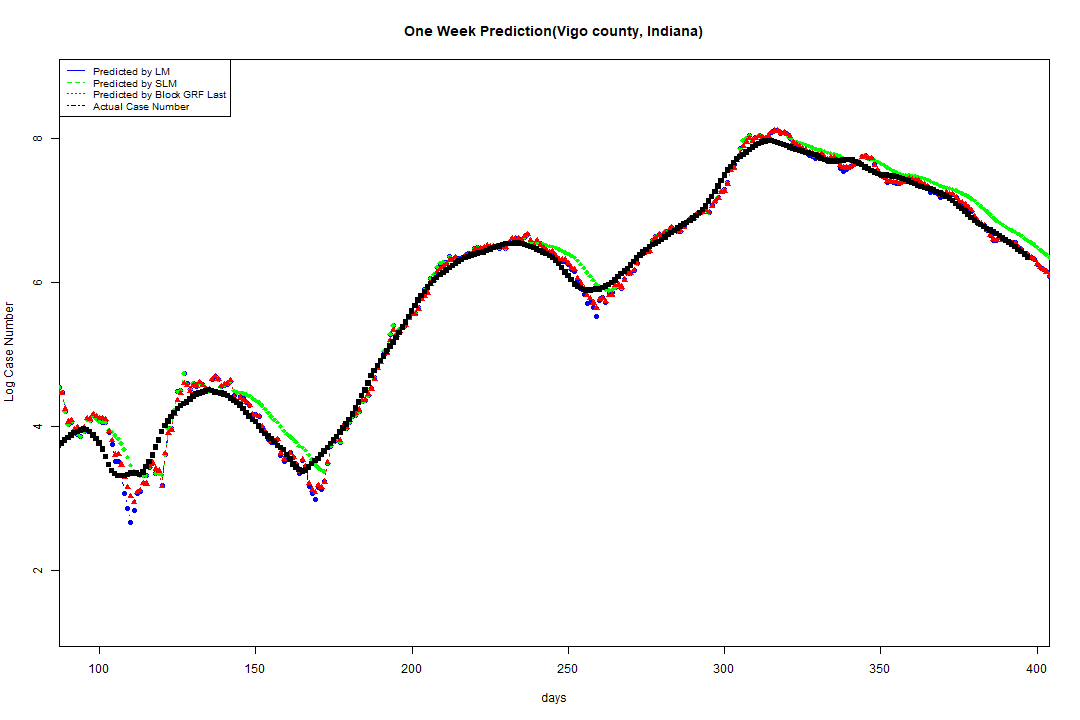 One Week Prediction(Vigo county, Indiana)
Predicted by LM
Predicted by SLM
Predicted by Block GRF Last
Actual Case Number
8
6
4
2
Log Case Number
100 150 200 250 300 350 400
days